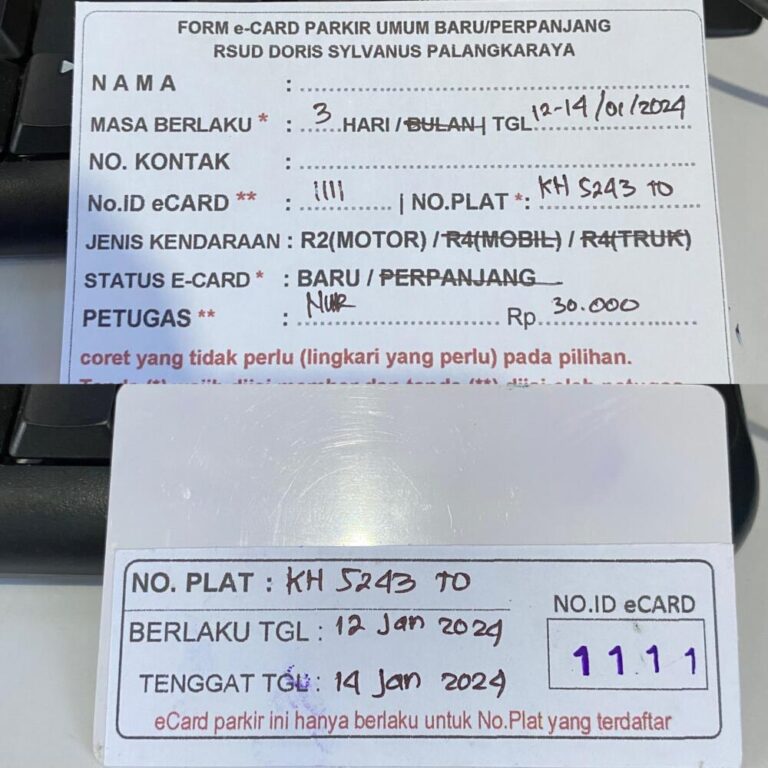 FORM e-CARD PARKIR UMUM BARU/PERPANJANG
RSUD DORIS SYLVANUS PALANGKARAYA
NAMA :
MASA BERLAKU * : 3 HARI / BULAN | TGL 12-14/01/2024
NO. KONTAK :
No.ID eCARD ** : 1111 | NO.PLAT *: KH 5243 TO
JENIS KENDARAAN : R2(MOTOR) / R4(MOBIL) / R4(TRUK)
STATUS E-CARD * : BARU / PERPANJANG
PETUGAS ** : NUR Rp. 30.000
coret yang tidak perlu (lingkari yang perlu) pada pilihan.
NO. PLAT : KH 5243 TO
BERLAKU TGL : 12 Jan 2024
TENGGAT TGL : 14 Jan 2024
NO.ID eCARD
1111
eCard parkir ini hanya berlaku untuk No.Plat yang terdaftar